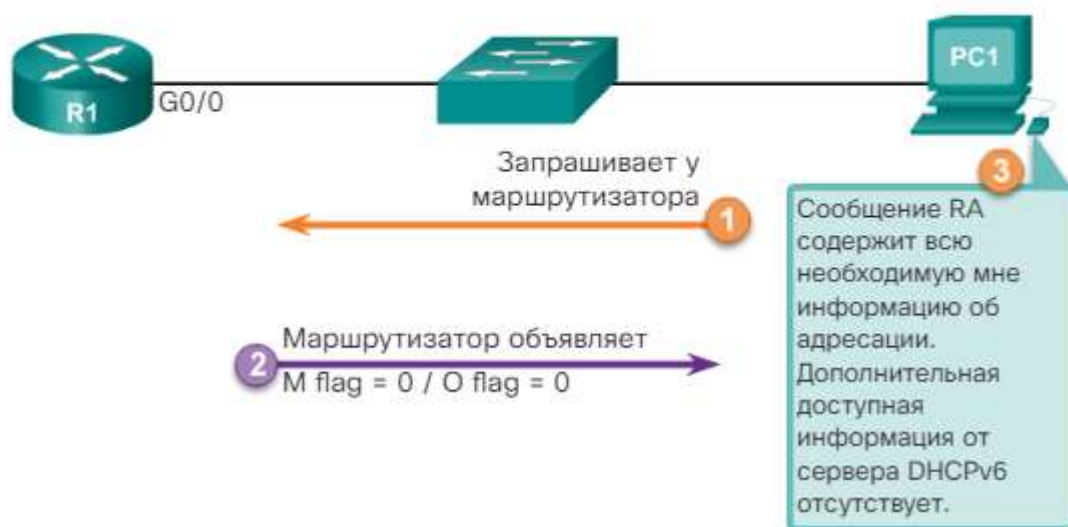 R1
G0/0
PC1
Запрашивает у
маршрутизатора
1
2
Маршрутизатор объявляет
M flag = 0 / O flag = 0
3
Сообщение RA
содержит всю
необходимую мне
информацию об
адресации.
Дополнительная
доступная
информация от
сервера DHCPv6
отсутствует.